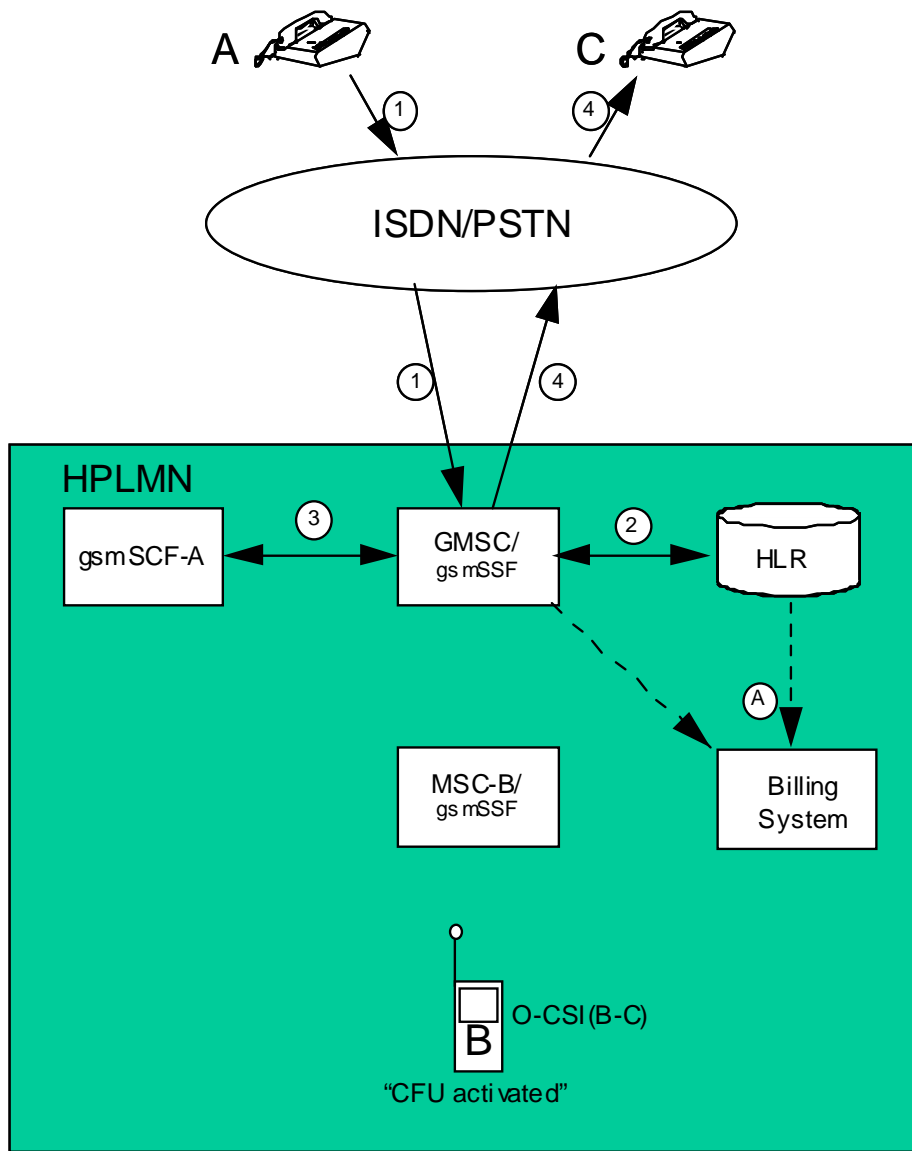 A
C
1
4
ISDN/PSTN
1
4
HPLMN
gsmSCF-A
3
GMSC/
gsmSSF
2
HLR
A
MSC-B/
gsmSSF
Billing
System
O-CSI(B-C)
B
“CFU activated”